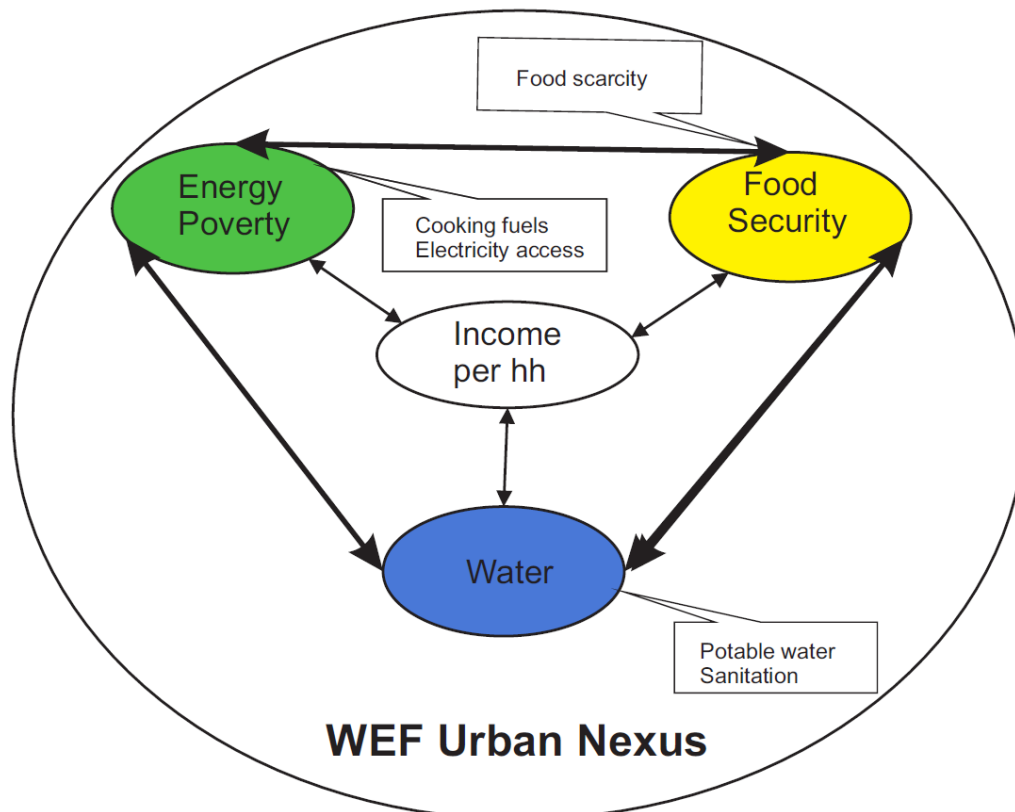 Food scarcity
Energy
Poverty
Food
Security
Cooking fuels
Electricity access
Income
per hh
Water
Potable water
Sanitation
WEF Urban Nexus